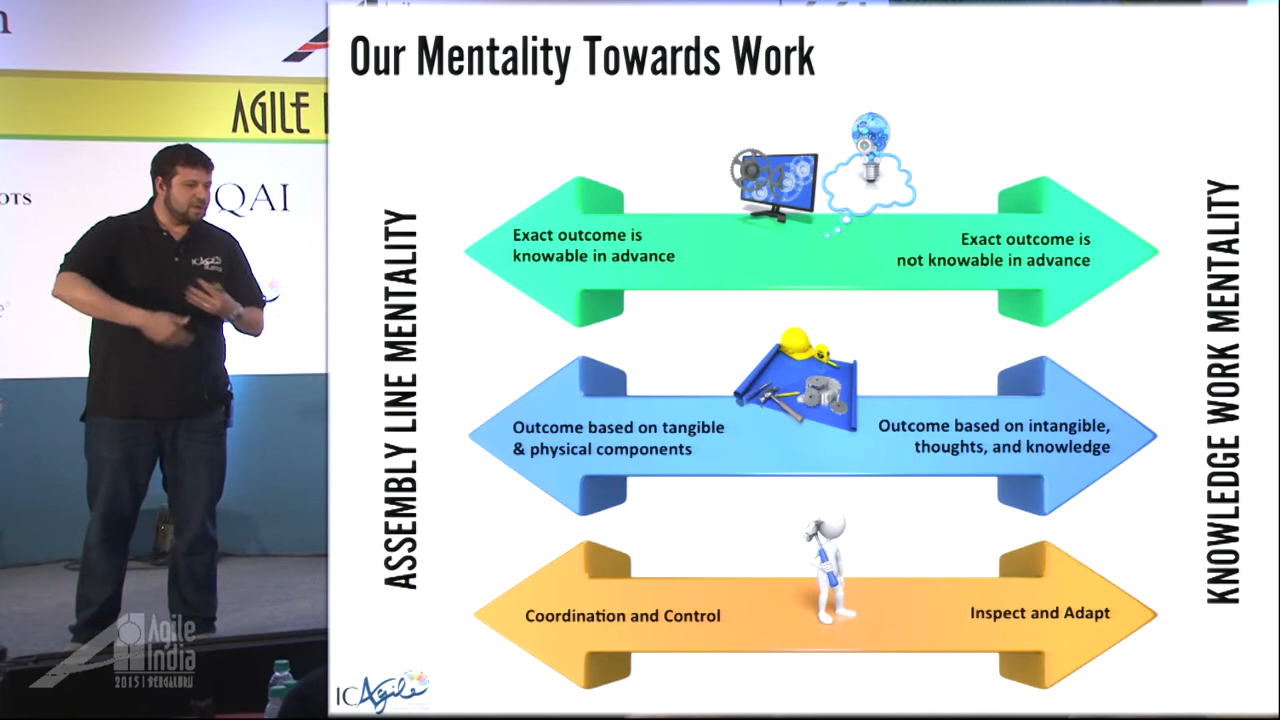 Our Mentality Towards Work
AGILE
QAI
OTS
ASSEMBLY LINE MENTALITY
KNOWLEDGE WORK MENTALITY
Exact outcome is
knowable in advance
Exact outcome is
not knowable in advance
Outcome based on tangible
& physical components
Outcome based on intangible,
thoughts, and knowledge
Coordination and Control
Inspect and Adapt
Agile
India
2015 | BENGALURU
ICAgile